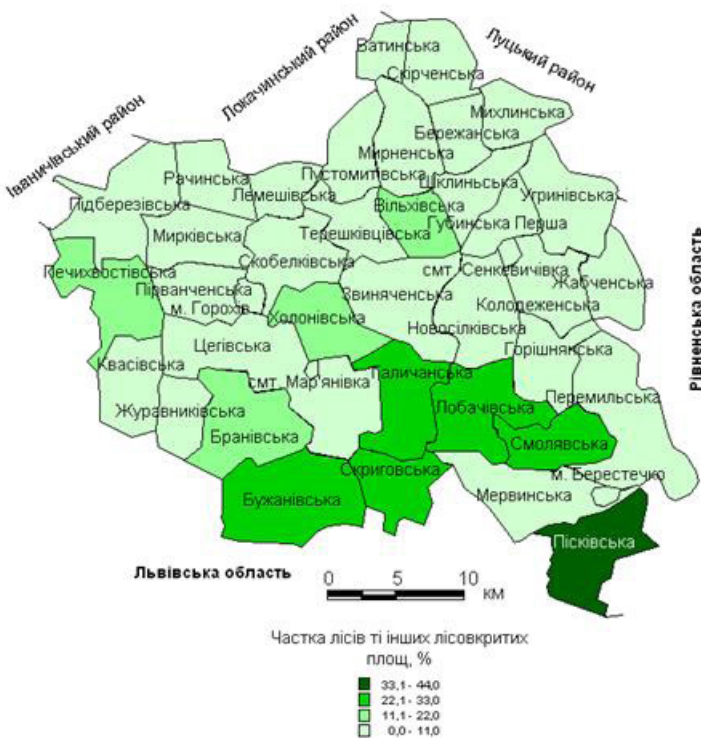 Ватинська
Скірченська
Луцький район
Локачинський район
Іваничівський район
Михлинська
Бережанська
Мирненська
Рачинська
Пустомитівська
Шклинська
Лемешівська
Угринівська
Підберезівська
Вільхівська
Губинська
Перша
Терешківцівська
Мирківська
Скобелківська
смт. Сенкевичівка
Печихвостівська
Жабченська
Пірванченська
Звиняченська
Колодеженська
м. Горохів
Холонівська
Новосілківська
Рівненська область
Цегівська
Горішнянська
Квасівська
смт. Мар'янівка
Галичанська
Перемильська
Журавниківська
Лобачівська
Бранівська
Смолявська
Скриговська
м. Берестечко
Бужанівська
Мервинська
Пісківська
Львівська область
0 5 10
км
Частка лісів ті інших лісовкритих
площ, %
33,1 - 44,0
22,1 - 33,0
11,1 - 22,0
0,0 - 11,0